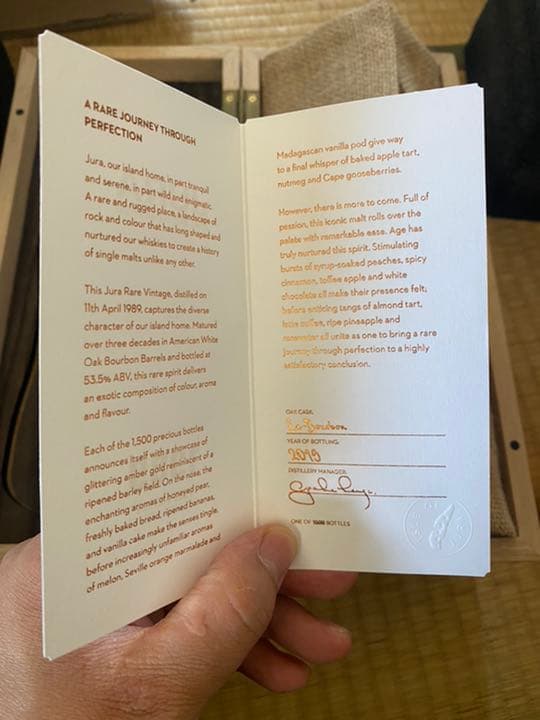 A RARE JOURNEY THROUGH
PERFECTION
Jura, our island home, in part tranquil
and serene, in part wild and enigmatic.
A rare and rugged place, a landscape of
rock and colour that has long shaped and
nurtured our whiskies to create a history
of single malts unlike any other.
This Jura Rare Vintage, distilled on
11th April 1989, captures the diverse
character of our island home. Matured
over three decades in American White
Oak Bourbon Barrels and bottled at
53.5% ABV, this rare spirit delivers
an exotic composition of colour, aroma
and flavour.
Each of the 1,500 precious bottles
announces itself with a showcase of
glittering amber gold reminiscent of a
ripened barley field. On the nose, the
enchanting aromas of honeyed pear,
freshly baked bread, ripened bananas,
and vanilla cake make the senses tingle,
before increasingly unfamiliar aromas
of melon, Seville orange marmalade and
Madagascan vanilla pod give way
to a final whisper of baked apple tart,
nutmeg and Cape gooseberries.
However, there is more to come. Full of
passion, this iconic malt rolls over the
palate with remarkable ease. Age has
truly nurtured this spirit. Stimulating
bursts of syrup-soaked peaches, spicy
cinnamon, toffee apple and white
chocolate all make their presence felt;
before enticing tangs of almond tart,
ripe pineapple and
all unite as one to bring a rare
journey through perfection to a highly
satisfactory conclusion.
OAK CASK:
YEAR OF BOTTLING:
2019
DISTILLERY MANAGER:
ONE OF 1500 BOTTLES